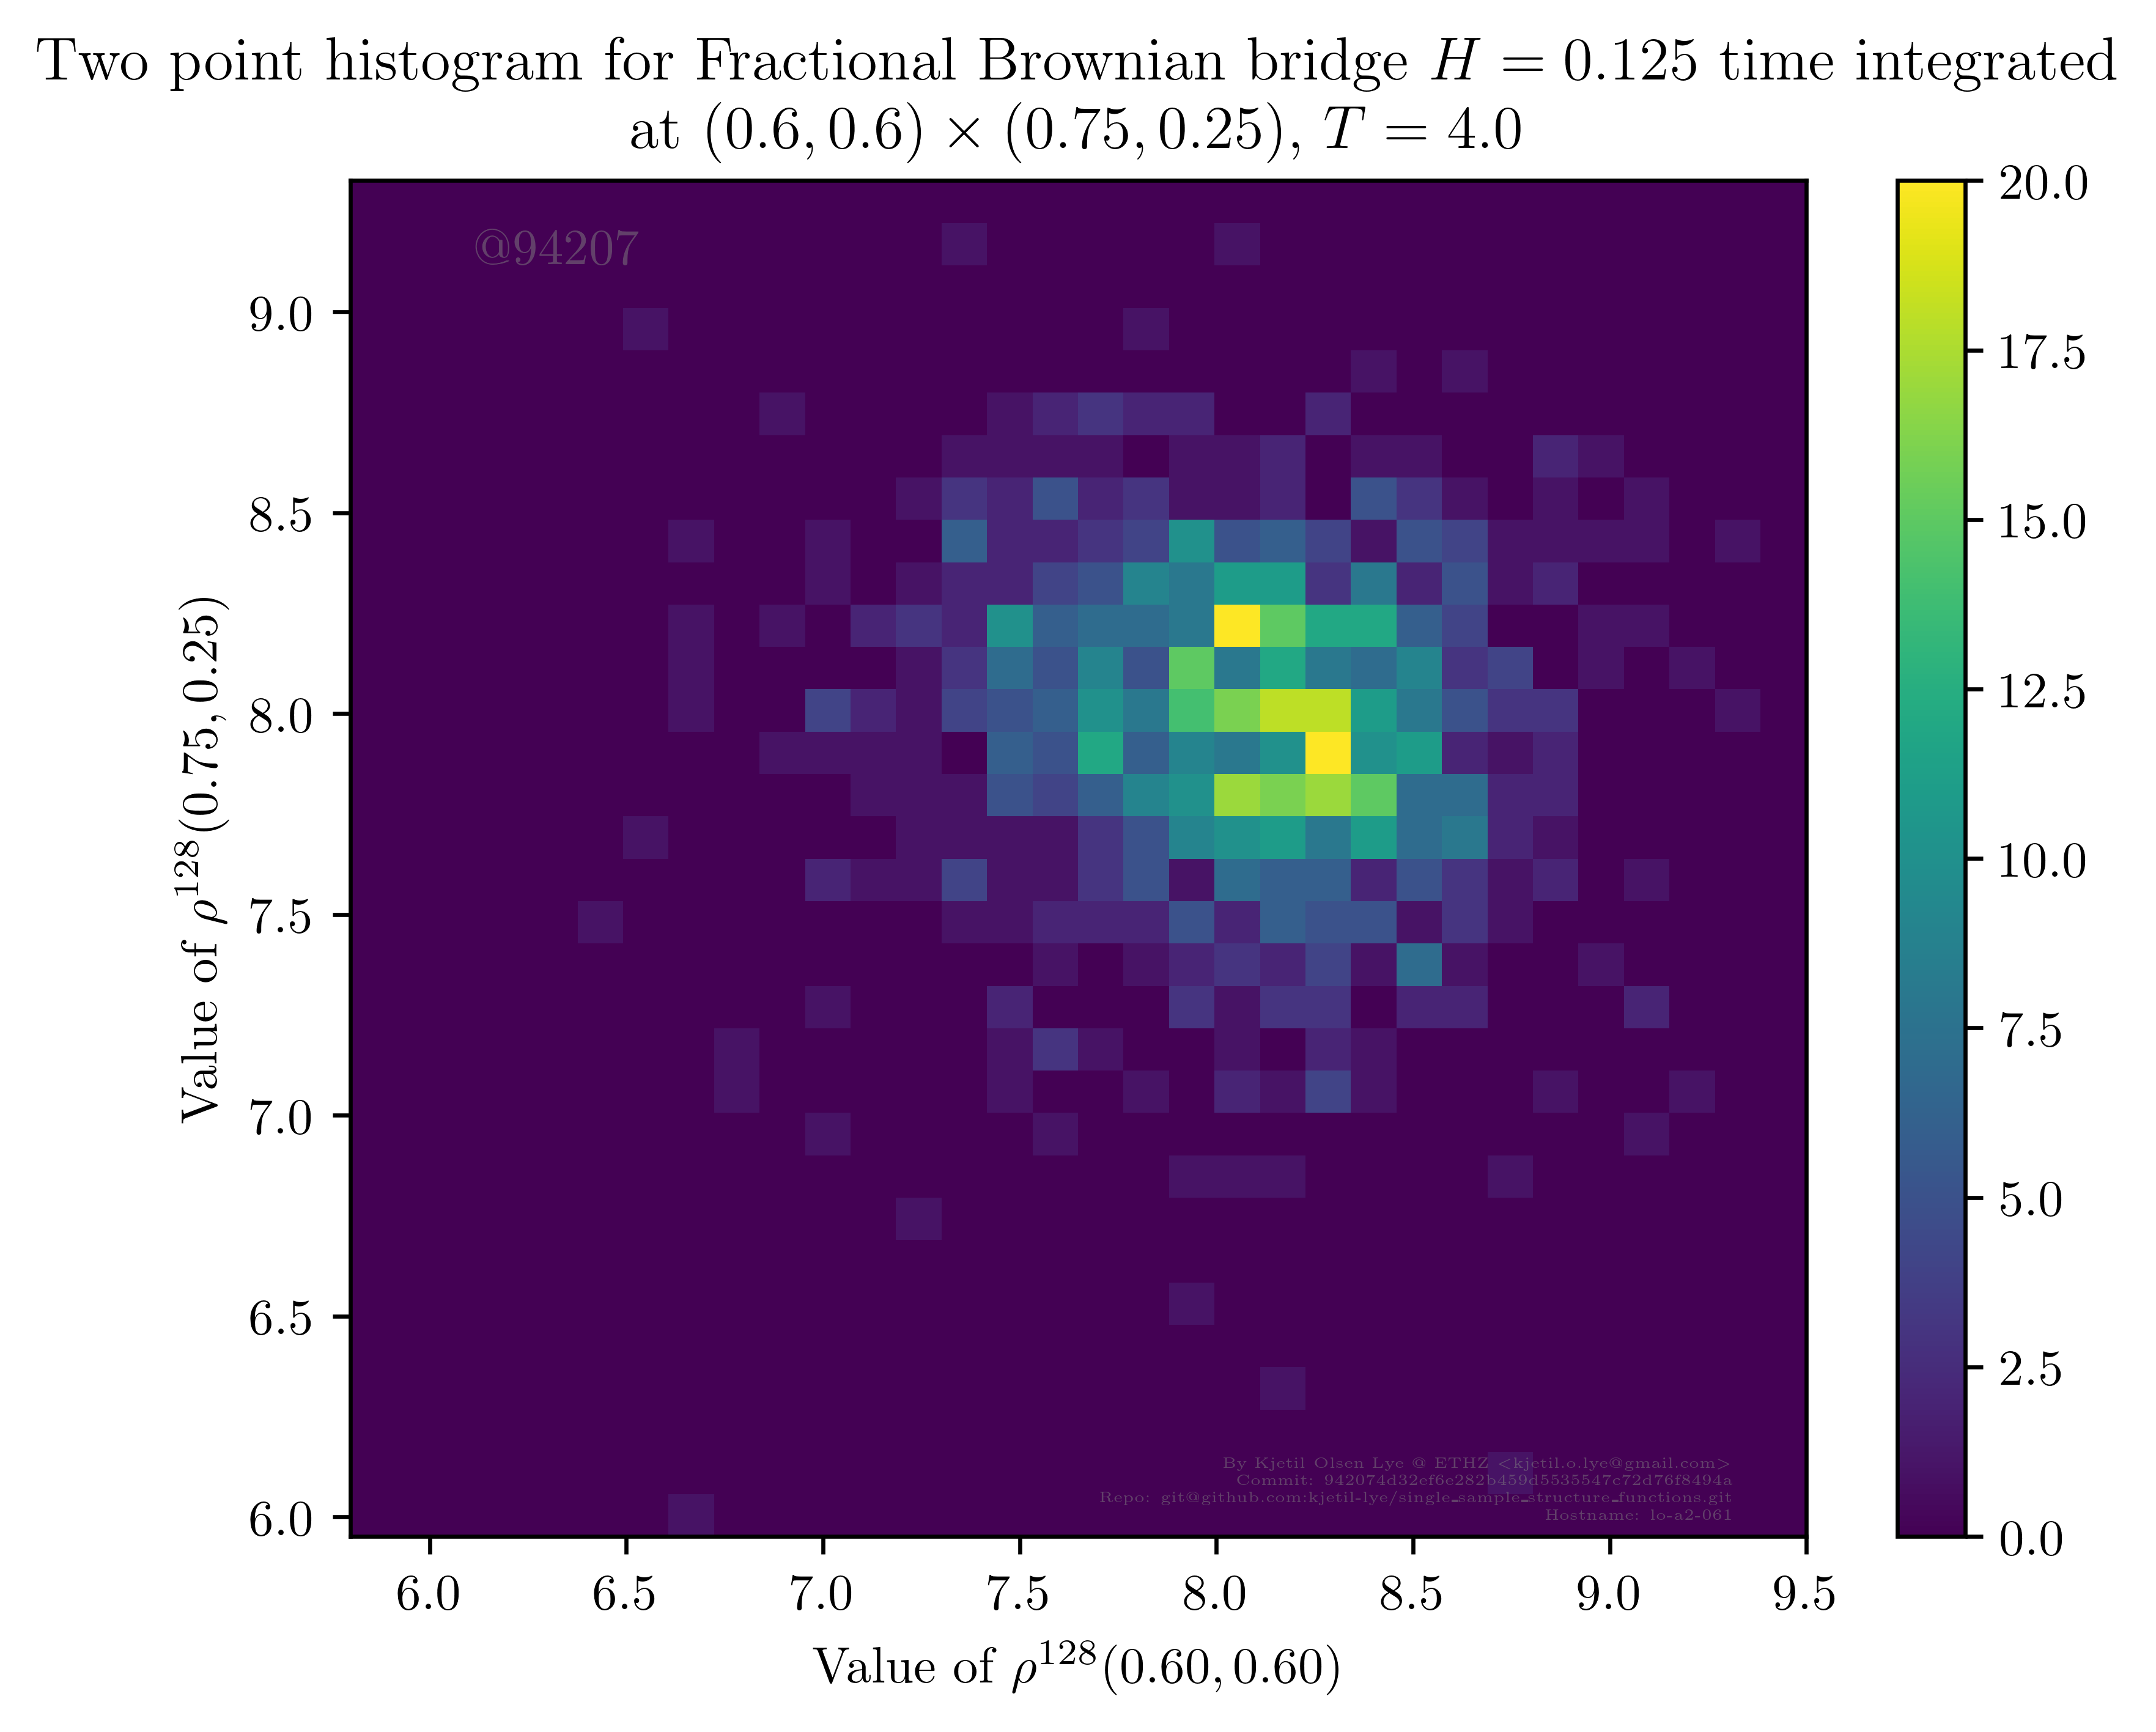 Two point histogram for Fractional Brownian bridge H = 0.125 time integrated
at (0.6, 0.6) × (0.75, 0.25), T = 4.0
@94207
20.0
17.5
15.0
12.5
10.0
7.5
5.0
2.5
0.0
9.0
8.5
8.0
7.5
7.0
6.5
6.0
Value of ρ^128(0.75, 0.25)
By Kjetil Olsen Lye @ ETHZ <kjetil.o.lye@gmail.com>
Commit: 942074d32ef6e282b459d5535547c72d76f8494a
Repo: git@github.com:kjetil-lye/single_sample_structure_functions.git
Hostname: lo-a2-061
6.0 6.5 7.0 7.5 8.0 8.5 9.0 9.5
Value of ρ^128(0.60, 0.60)